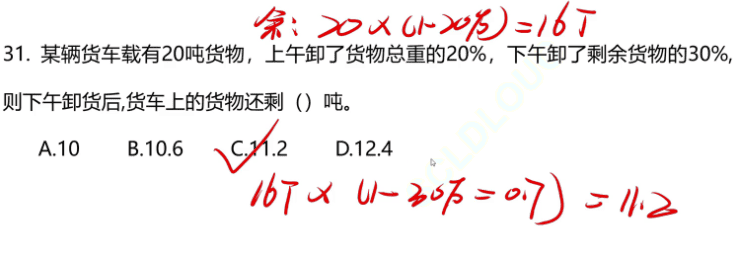 余：20×(1-20%)=16T
31. 某辆货车载有20吨货物，上午卸了货物总重的20%，下午卸了剩余货物的30%,
则下午卸货后,货车上的货物还剩（）吨。
A.10 B.10.6 C.11.2 D.12.4
16T×(1-30%=0.7)=11.2